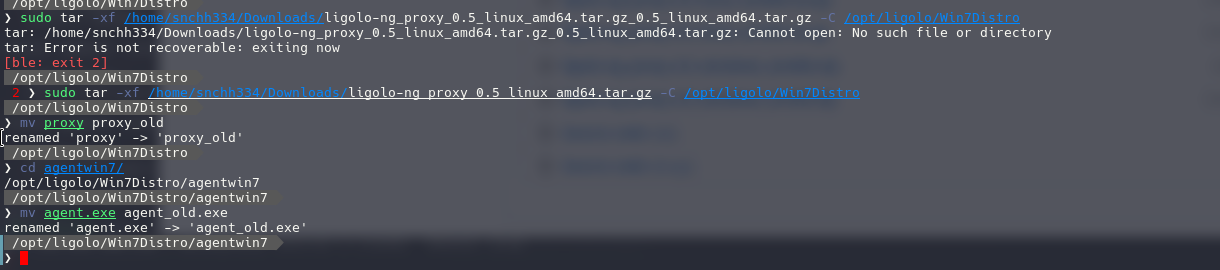 /opt/ligolo/Win7Distro
❯ sudo tar -xf /home/snchh334/Downloads/ligolo-ng_proxy_0.5_linux_amd64.tar.gz_0.5_linux_amd64.tar.gz -C /opt/ligolo/Win7Distro
tar: /home/snchh334/Downloads/ligolo-ng_proxy_0.5_linux_amd64.tar.gz_0.5_linux_amd64.tar.gz: Cannot open: No such file or directory
tar: Error is not recoverable: exiting now
[ble: exit 2]
/opt/ligolo/Win7Distro
2 ❯ sudo tar -xf /home/snchh334/Downloads/ligolo-ng_proxy_0.5_linux_amd64.tar.gz -C /opt/ligolo/Win7Distro
/opt/ligolo/Win7Distro
❯ mv proxy proxy_old
renamed 'proxy' -> 'proxy_old'
/opt/ligolo/Win7Distro
❯ cd agentwin7/
/opt/ligolo/Win7Distro/agentwin7
/opt/ligolo/Win7Distro/agentwin7
❯ mv agent.exe agent_old.exe
renamed 'agent.exe' -> 'agent_old.exe'
/opt/ligolo/Win7Distro/agentwin7
❯